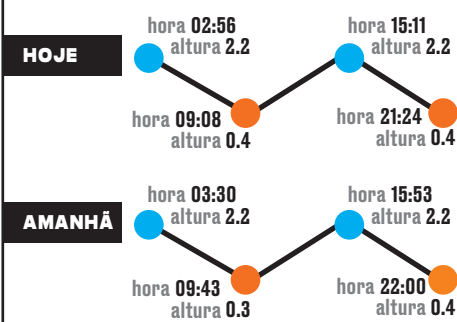 HOJE
hora 02:56
altura 2.2
hora 09:08
altura 0.4
hora 15:11
altura 2.2
hora 21:24
altura 0.4
AMANHÃ
hora 03:30
altura 2.2
hora 09:43
altura 0.3
hora 15:53
altura 2.2
hora 22:00
altura 0.4